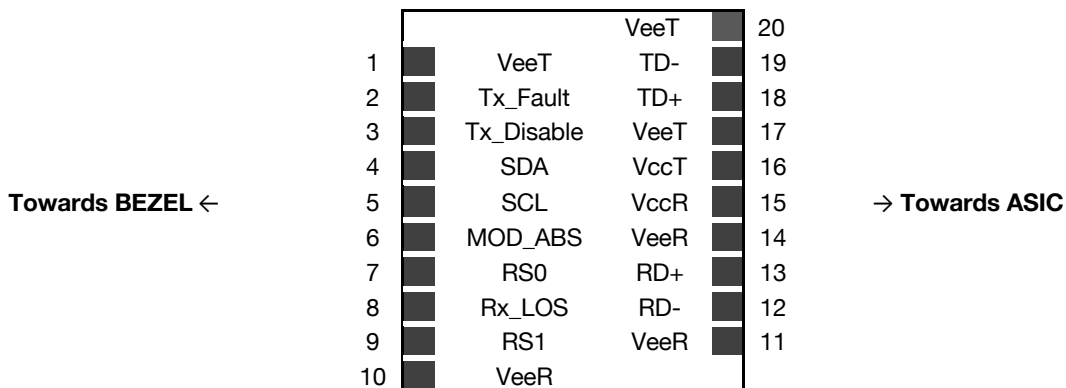 VeeT 20
1 VeeT TD- 19
2 Tx_Fault TD+ 18
3 Tx_Disable VeeT 17
4 SDA VccT 16
Towards BEZEL ← 5 SCL VccR 15 → Towards ASIC
6 MOD_ABS VeeR 14
7 RS0 RD+ 13
8 Rx_LOS RD- 12
9 RS1 VeeR 11
10 VeeR